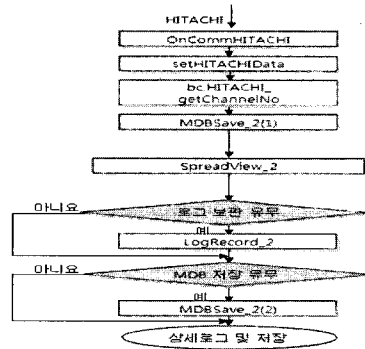 HITACHI
OnCommHITACHI
setHITACHIData
bc.HITACHI_
getChannelNo
MDBSave_2(1)
SpreadView_2
아니요
로그 보관 유무
예
LogRecord_2
아니요
MDB 저장 유무
예
MDBSave_2(2)
상세로그 및 저장